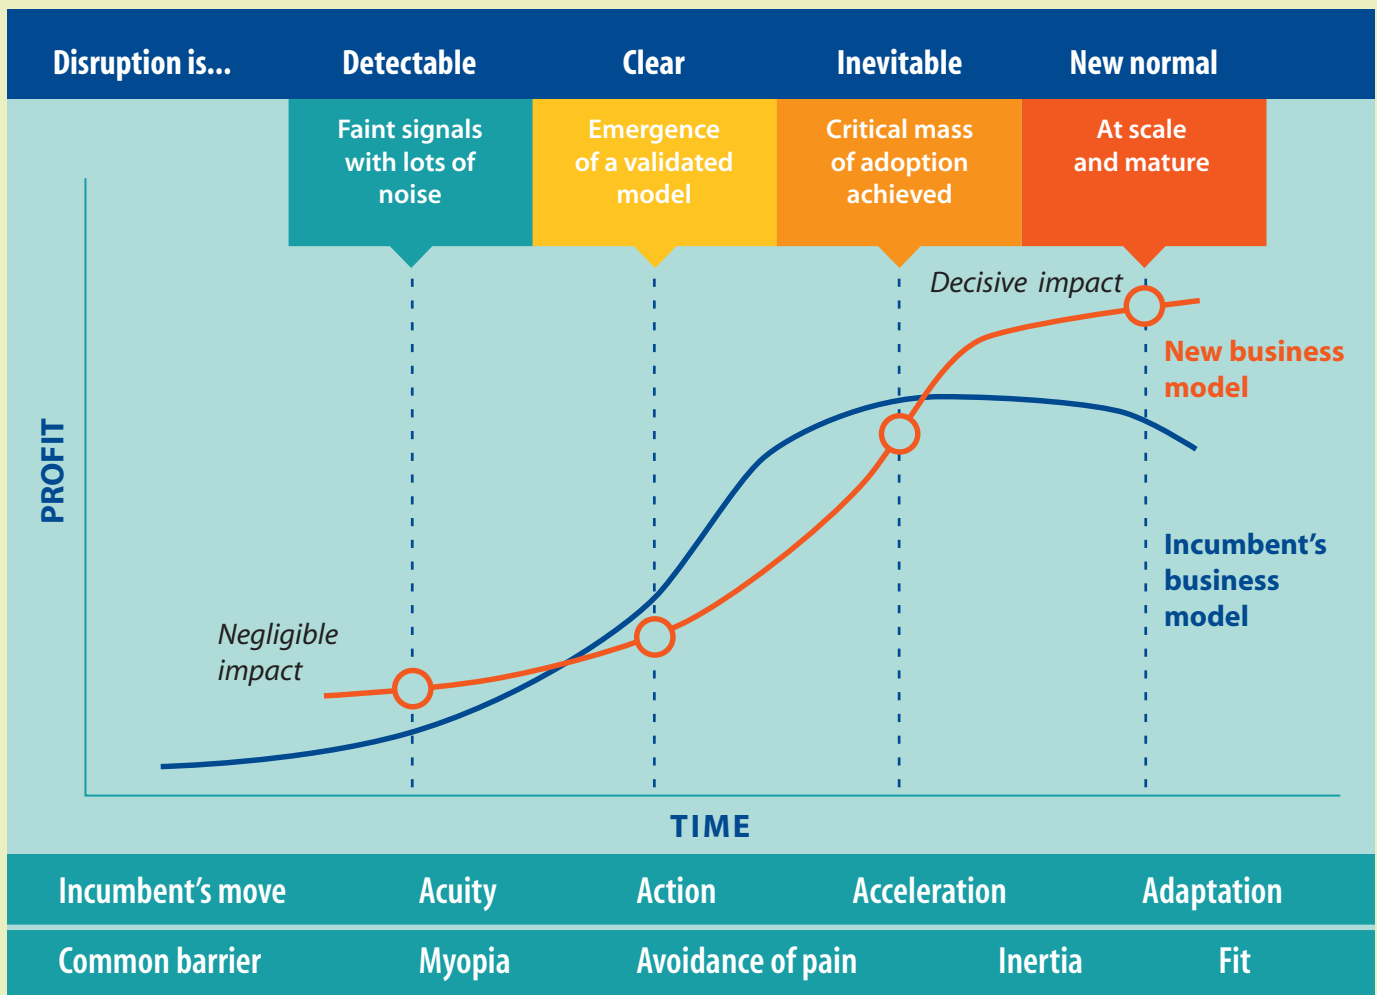 Disruption is... Detectable Clear Inevitable New normal
Faint signals
with lots of
noise
Emergence
of a validated
model
Critical mass
of adoption
achieved
At scale
and mature
Decisive impact
New business
model
PROFIT
Incumbent’s
business
model
Negligible
impact
TIME
Incumbent’s move Acuity Action Acceleration Adaptation
Common barrier Myopia Avoidance of pain Inertia Fit